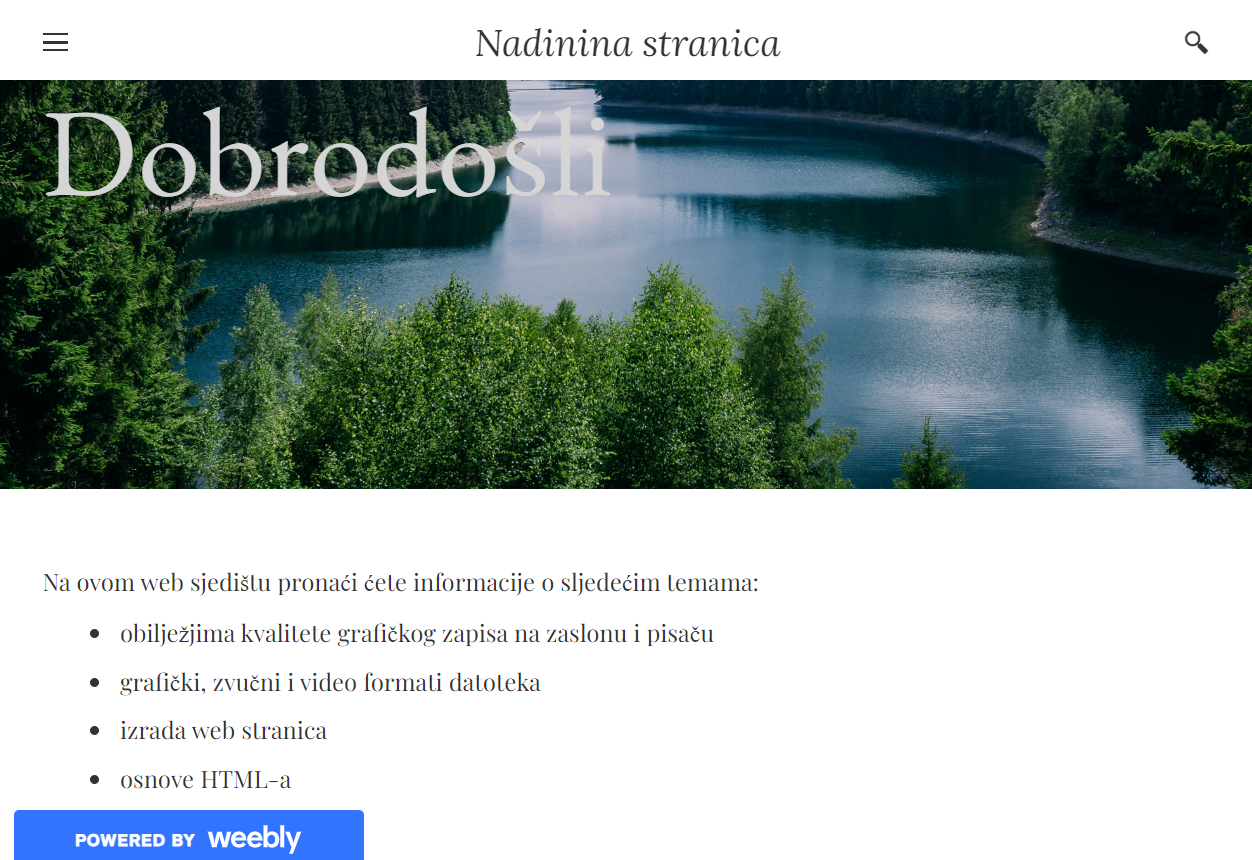 Nadinina stranica
Dobrodošli
Na ovom web sjedištu pronaći ćete informacije o sljedećim temama:
obilježjima kvalitete grafičkog zapisa na zaslonu i pisaču
grafički, zvučni i video formati datoteka
izrada web stranica
osnove HTML-a
POWERED BY weebly